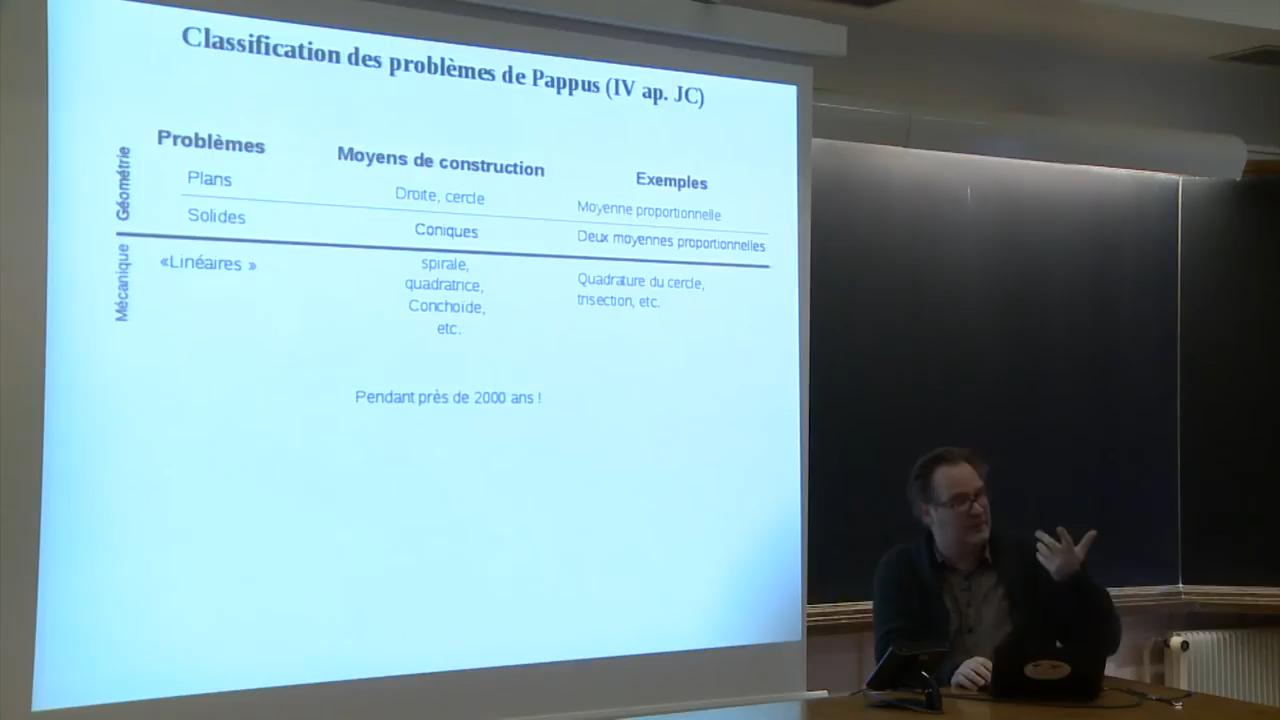 Classification des problèmes de Pappus (IV ap. JC)
Problèmes
Moyens de construction
Exemples
Géométrie
Plans
Droite, cercle
Moyenne proportionnelle
Solides
Coniques
Deux moyennes proportionnelles
Mécanique
«Linéaires »
spirale,
quadratrice,
Conchoïde,
etc.
Quadrature du cercle,
trisection, etc.
Pendant près de 2000 ans !